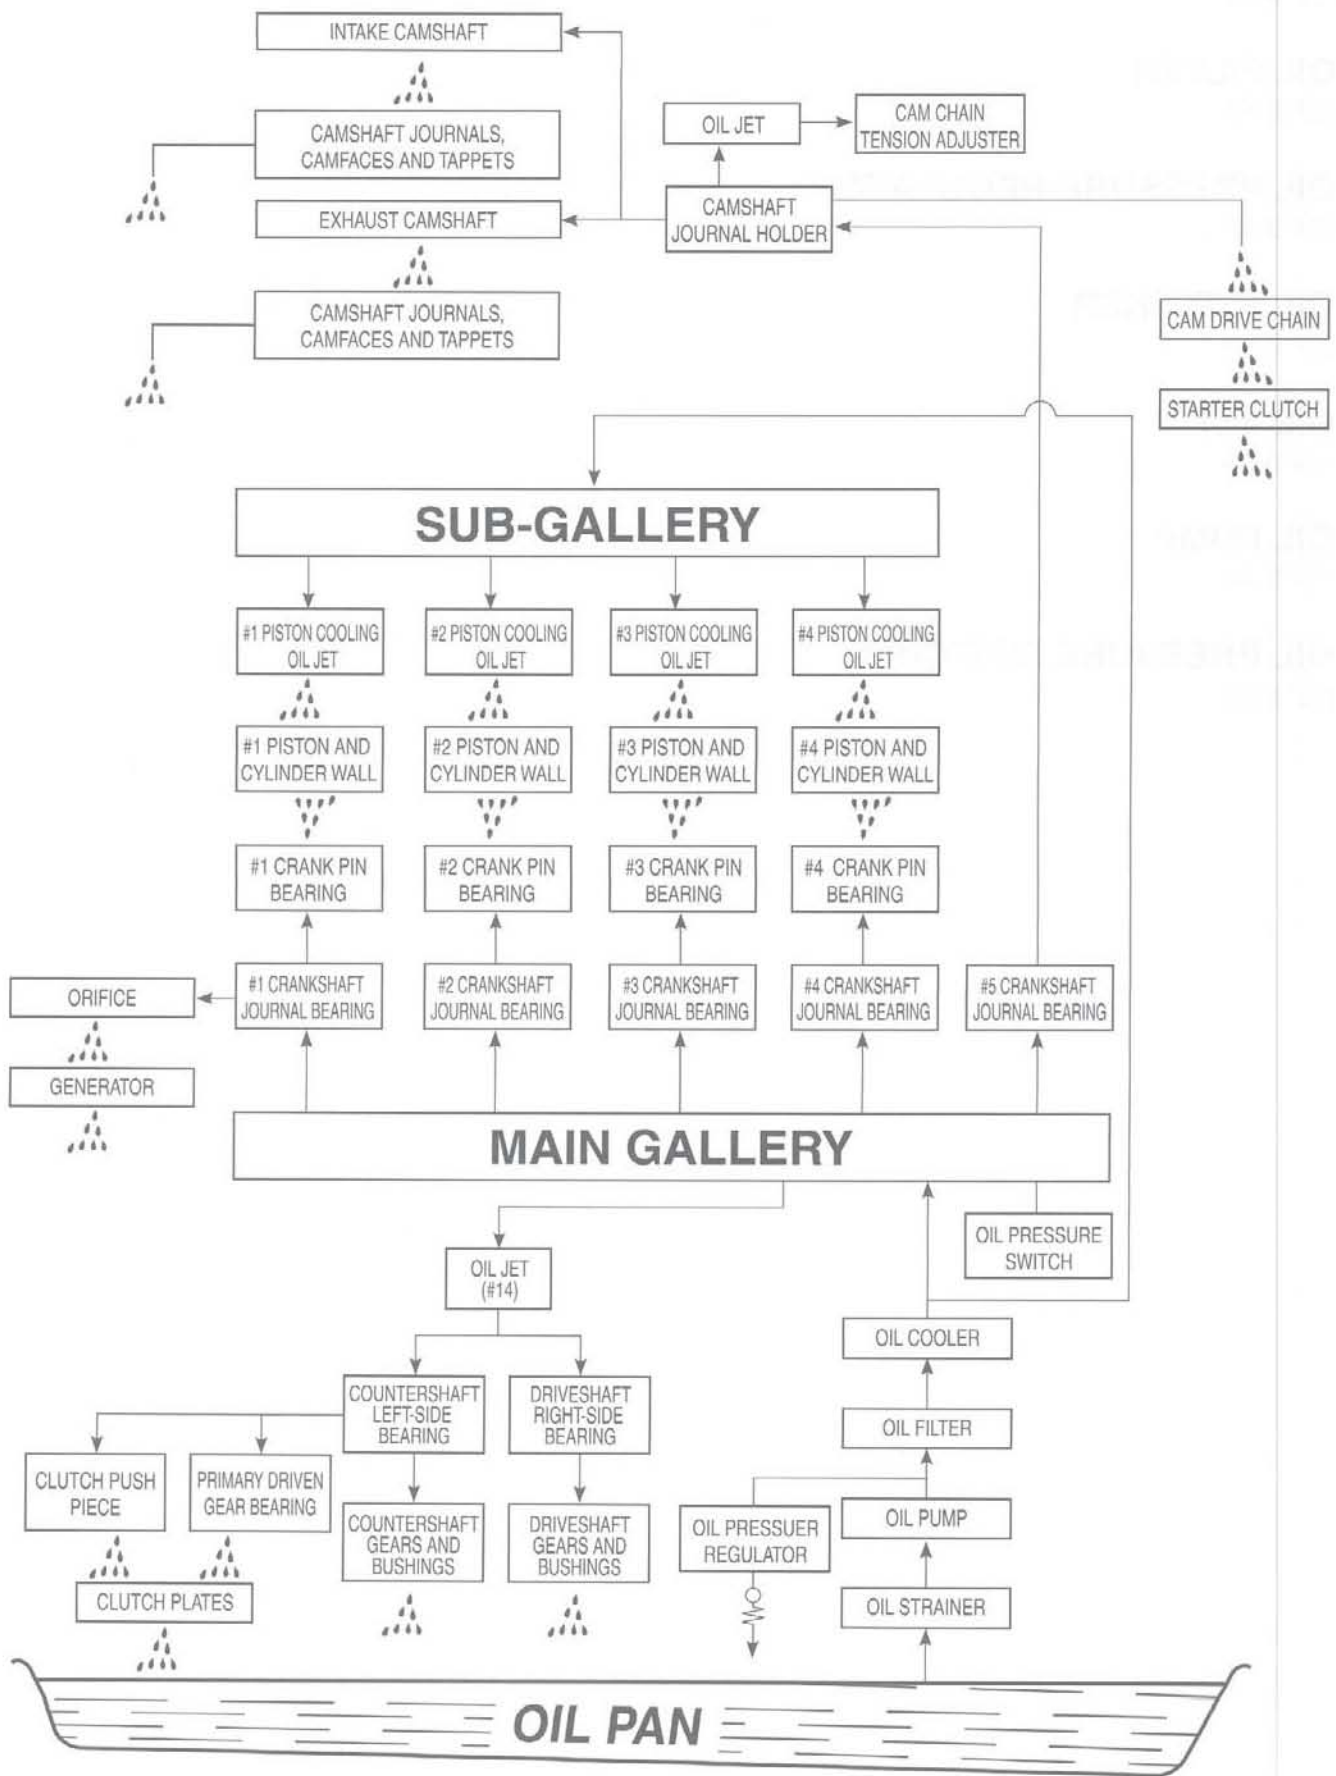 INTAKE CAMSHAFT
CAMSHAFT JOURNALS,
CAMFACES AND TAPPETS
OIL JET
CAM CHAIN
TENSION ADJUSTER
EXHAUST CAMSHAFT
CAMSHAFT
JOURNAL HOLDER
CAMSHAFT JOURNALS,
CAMFACES AND TAPPETS
CAM DRIVE CHAIN
STARTER CLUTCH
SUB-GALLERY
#1 PISTON COOLING
OIL JET
#2 PISTON COOLING
OIL JET
#3 PISTON COOLING
OIL JET
#4 PISTON COOLING
OIL JET
#1 PISTON AND
CYLINDER WALL
#2 PISTON AND
CYLINDER WALL
#3 PISTON AND
CYLINDER WALL
#4 PISTON AND
CYLINDER WALL
#1 CRANK PIN
BEARING
#2 CRANK PIN
BEARING
#3 CRANK PIN
BEARING
#4 CRANK PIN
BEARING
ORIFICE
#1 CRANKSHAFT
JOURNAL BEARING
#2 CRANKSHAFT
JOURNAL BEARING
#3 CRANKSHAFT
JOURNAL BEARING
#4 CRANKSHAFT
JOURNAL BEARING
#5 CRANKSHAFT
JOURNAL BEARING
GENERATOR
MAIN GALLERY
OIL PRESSURE
SWITCH
OIL JET
(#14)
OIL COOLER
COUNTERSHAFT
LEFT-SIDE
BEARING
DRIVESHAFT
RIGHT-SIDE
BEARING
OIL FILTER
CLUTCH PUSH
PIECE
PRIMARY DRIVEN
GEAR BEARING
COUNTERSHAFT
GEARS AND
BUSHINGS
DRIVESHAFT
GEARS AND
BUSHINGS
OIL PRESSUER
REGULATOR
OIL PUMP
CLUTCH PLATES
OIL STRAINER
OIL PAN